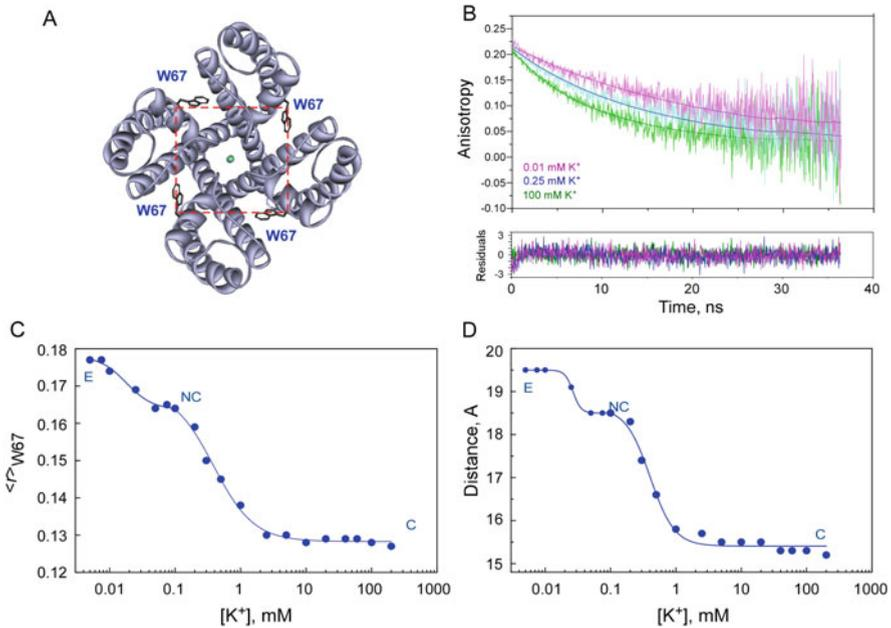 A
W67
W67
W67
W67
B
Anisotropy
0.25
0.20
0.15
0.10
0.05
0.00
-0.05
-0.10
0.01 mM K⁺
0.25 mM K⁺
100 mM K⁺
Residuals
3
0
-3
0 10 20 30 40
Time, ns
C
<r>W67
0.18
0.17
0.16
0.15
0.14
0.13
0.12
E
NC
C
0.01 0.1 1 10 100 1000
[K⁺], mM
D
Distance, A
20
19
18
17
16
15
E
NC
C
0.01 0.1 1 10 100 1000
[K⁺], mM